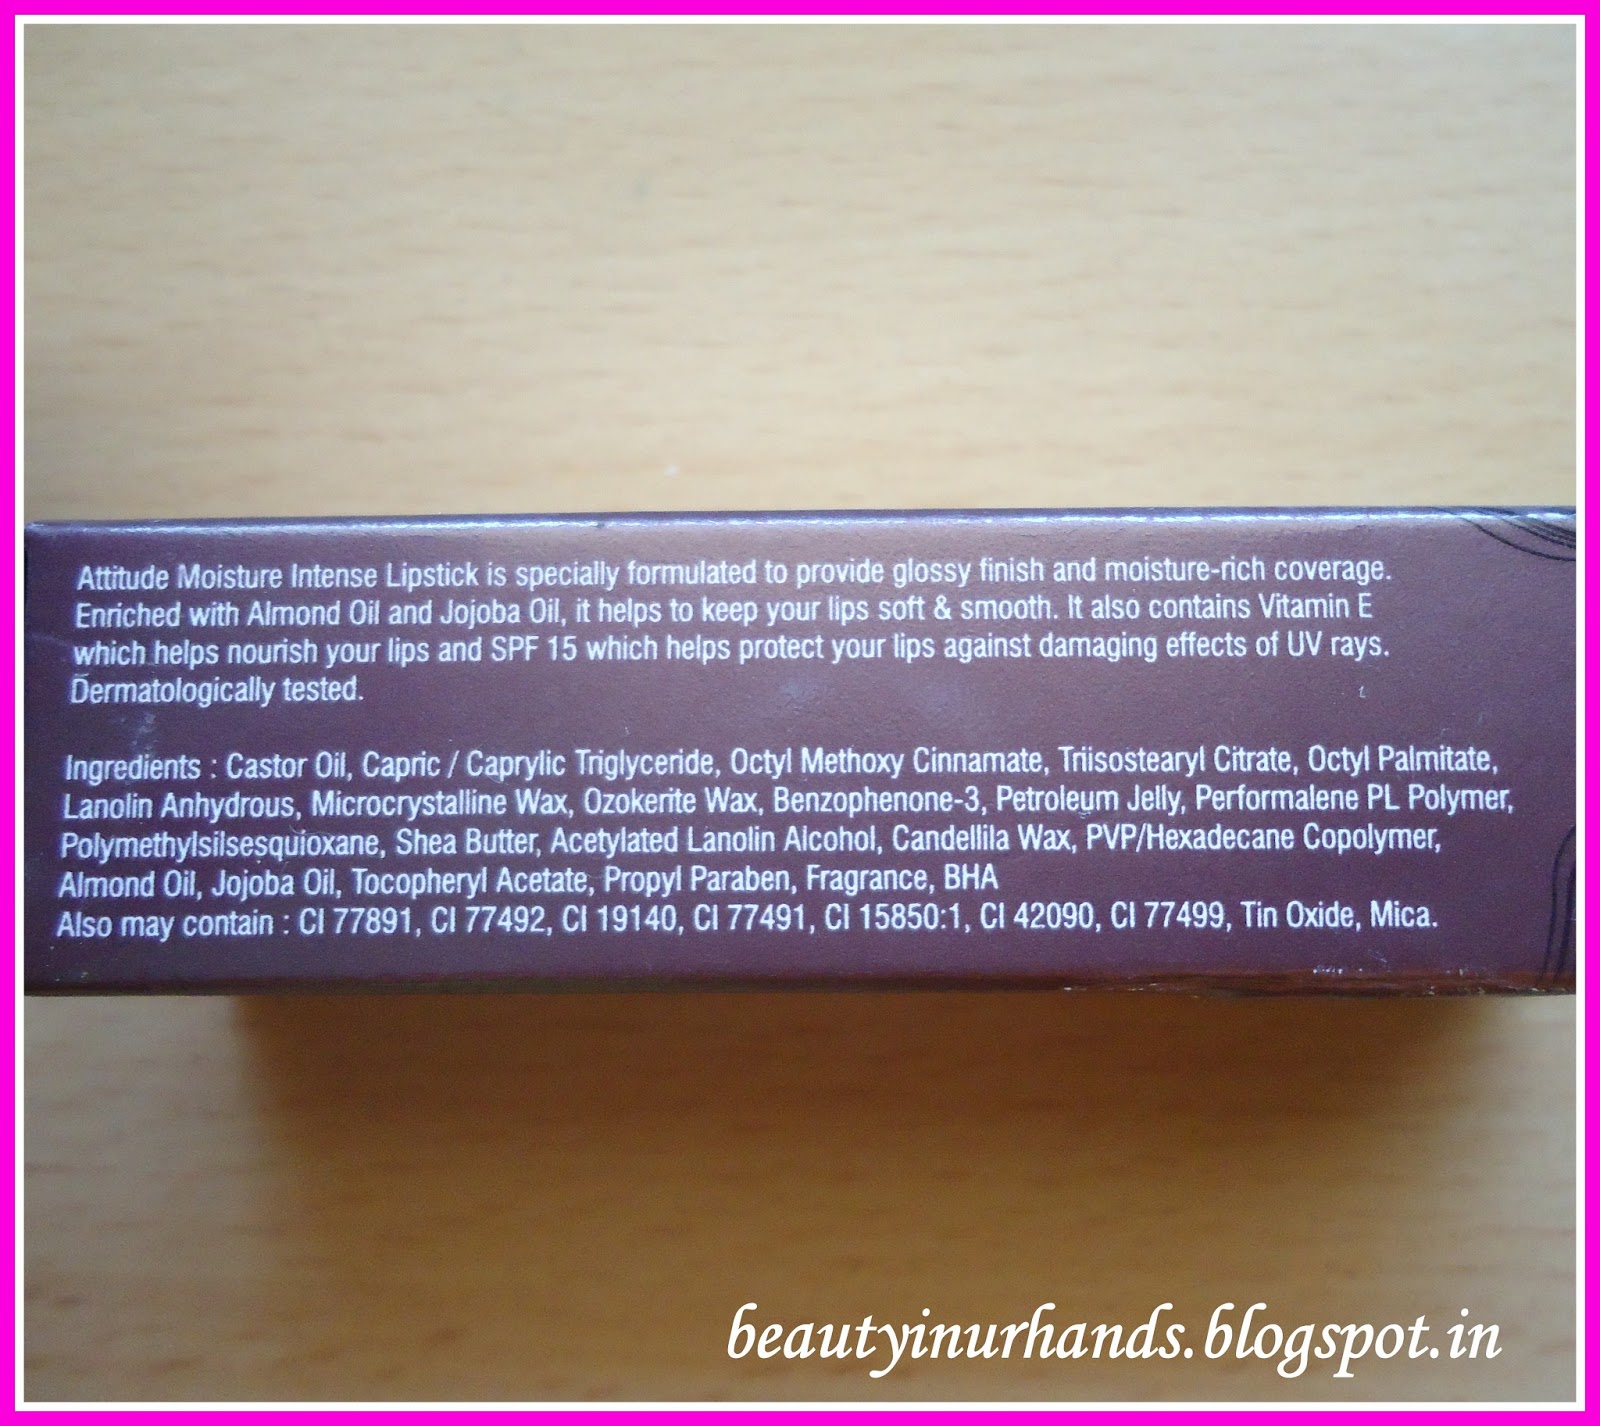 Attitude Moisture Intense Lipstick is specially formulated to provide glossy finish and moisture-rich coverage.
Enriched with Almond Oil and Jojoba Oil, it helps to keep your lips soft & smooth. It also contains Vitamin E
which helps nourish your lips and SPF 15 which helps protect your lips against damaging effects of UV rays.
Dermatologically tested.
Ingredients : Castor Oil, Capric / Caprylic Triglyceride, Octyl Methoxy Cinnamate, Triisostearyl Citrate, Octyl Palmitate,
Lanolin Anhydrous, Microcrystalline Wax, Ozokerite Wax, Benzophenone-3, Petroleum Jelly, Performalene PL Polymer,
Polymethylsilsesquioxane, Shea Butter, Acetylated Lanolin Alcohol, Candellila Wax, PVP/Hexadecane Copolymer,
Almond Oil, Jojoba Oil, Tocopheryl Acetate, Propyl Paraben, Fragrance, BHA
Also may contain : CI 77891, CI 77492, CI 19140, CI 77491, CI 15850:1, CI 42090, CI 77499, Tin Oxide, Mica.
beautyinurhands.blogspot.in